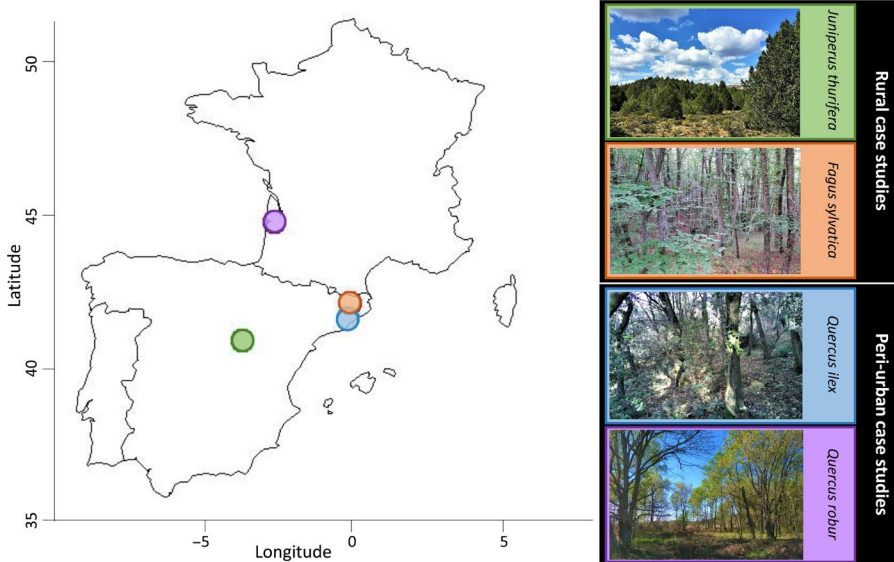 50
45
40
35
Latitude
−5
0
5
Longitude
Juniperus thurifera
Fagus sylvatica
Rural case studies
Quercus ilex
Quercus robur
Peri-urban case studies